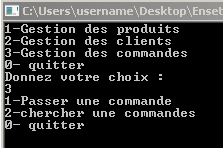 C:\Users\username\Desktop\Enset
1-Gestion des produits
2-Gestion des clients
3-Gestion des commandes
0- quitter
Donnez votre choix :
3
1-Passer une commande
2-chercher une commandes
0- quitter